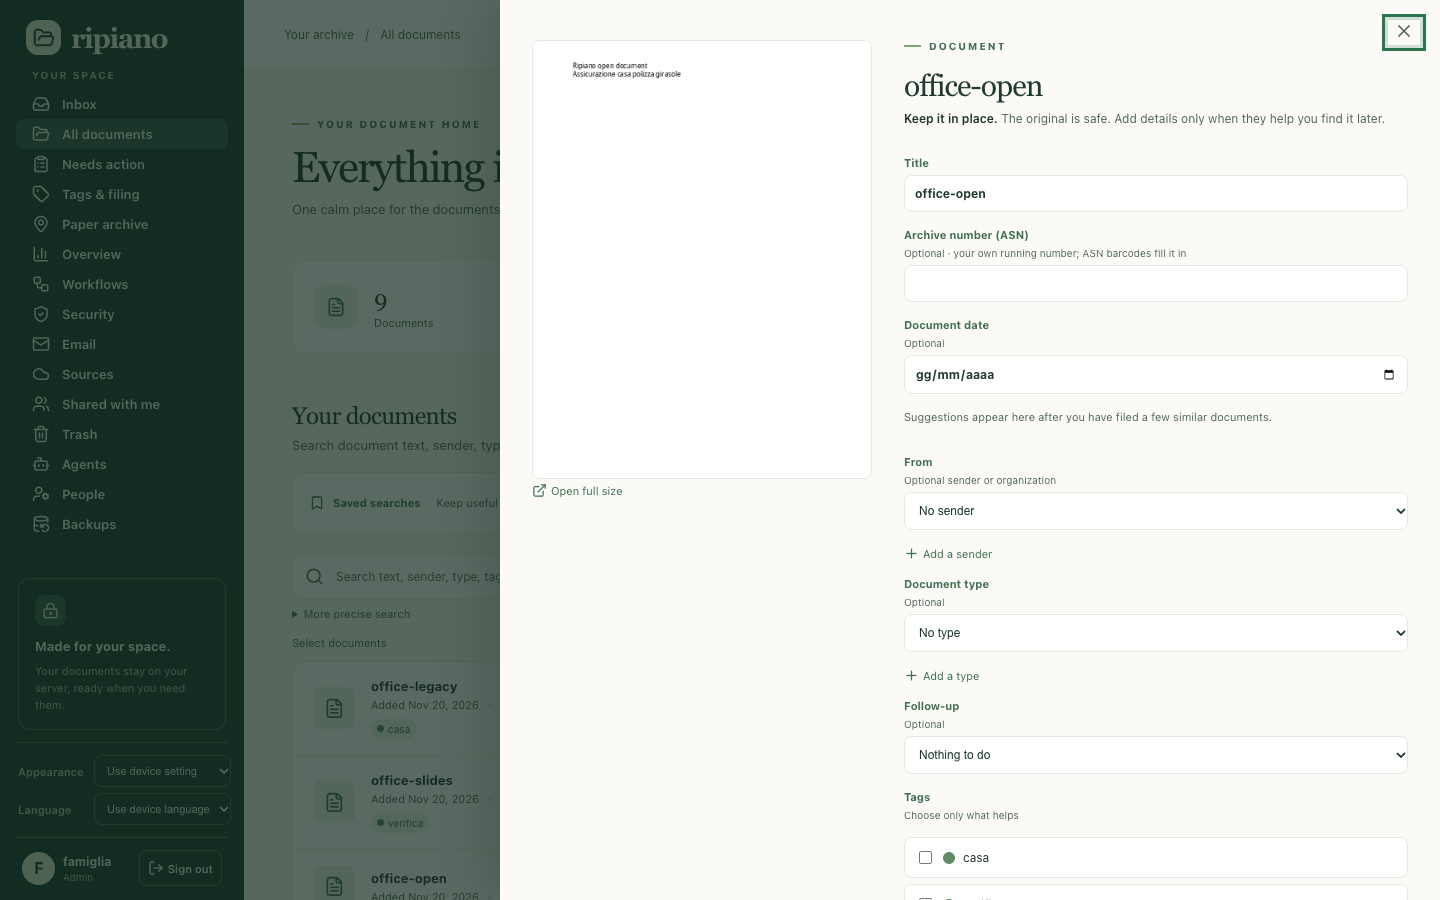 ripiano
YOUR SPACE
Inbox
All documents
Needs action
Tags & filing
Paper archive
Overview
Workflows
Security
Email
Sources
Shared with me
Trash
Agents
People
Backups
Made for your space.
Your documents stay on your
server, ready when you need
them.
Appearance
Use device setting
Language
Use device language
F
famiglia
Admin
Sign out
Your archive / All documents
YOUR DOCUMENT HOME
Everything i
One calm place for the documents
9
Documents
Your documents
Search document text, sender, typ
Saved searches Keep useful
Search text, sender, type, tag
More precise search
Select documents
office-legacy
Added Nov 20, 2026 ·
casa
office-slides
Added Nov 20, 2026 ·
verifica
office-open
Added Nov 20, 2026 ·
Ripiano open document
Assicurazione casa polizza girasole
Open full size
DOCUMENT
office-open
Keep it in place. The original is safe. Add details only when they help you find it later.
Title
office-open
Archive number (ASN)
Optional · your own running number; ASN barcodes fill it in
Document date
Optional
gg/mm/aaaa
Suggestions appear here after you have filed a few similar documents.
From
Optional sender or organization
No sender
Add a sender
Document type
Optional
No type
Add a type
Follow-up
Optional
Nothing to do
Tags
Choose only what helps
casa